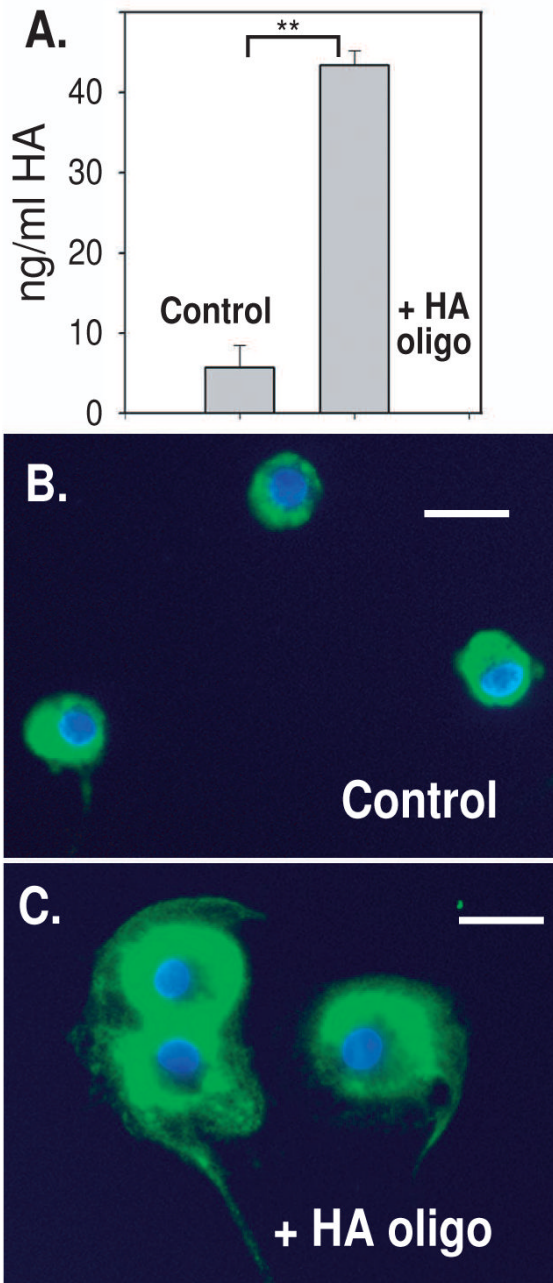 A.
**
40
30
20
10
0
ng/ml HA
Control
+ HA
oligo
B.
Control
C.
+ HA oligo